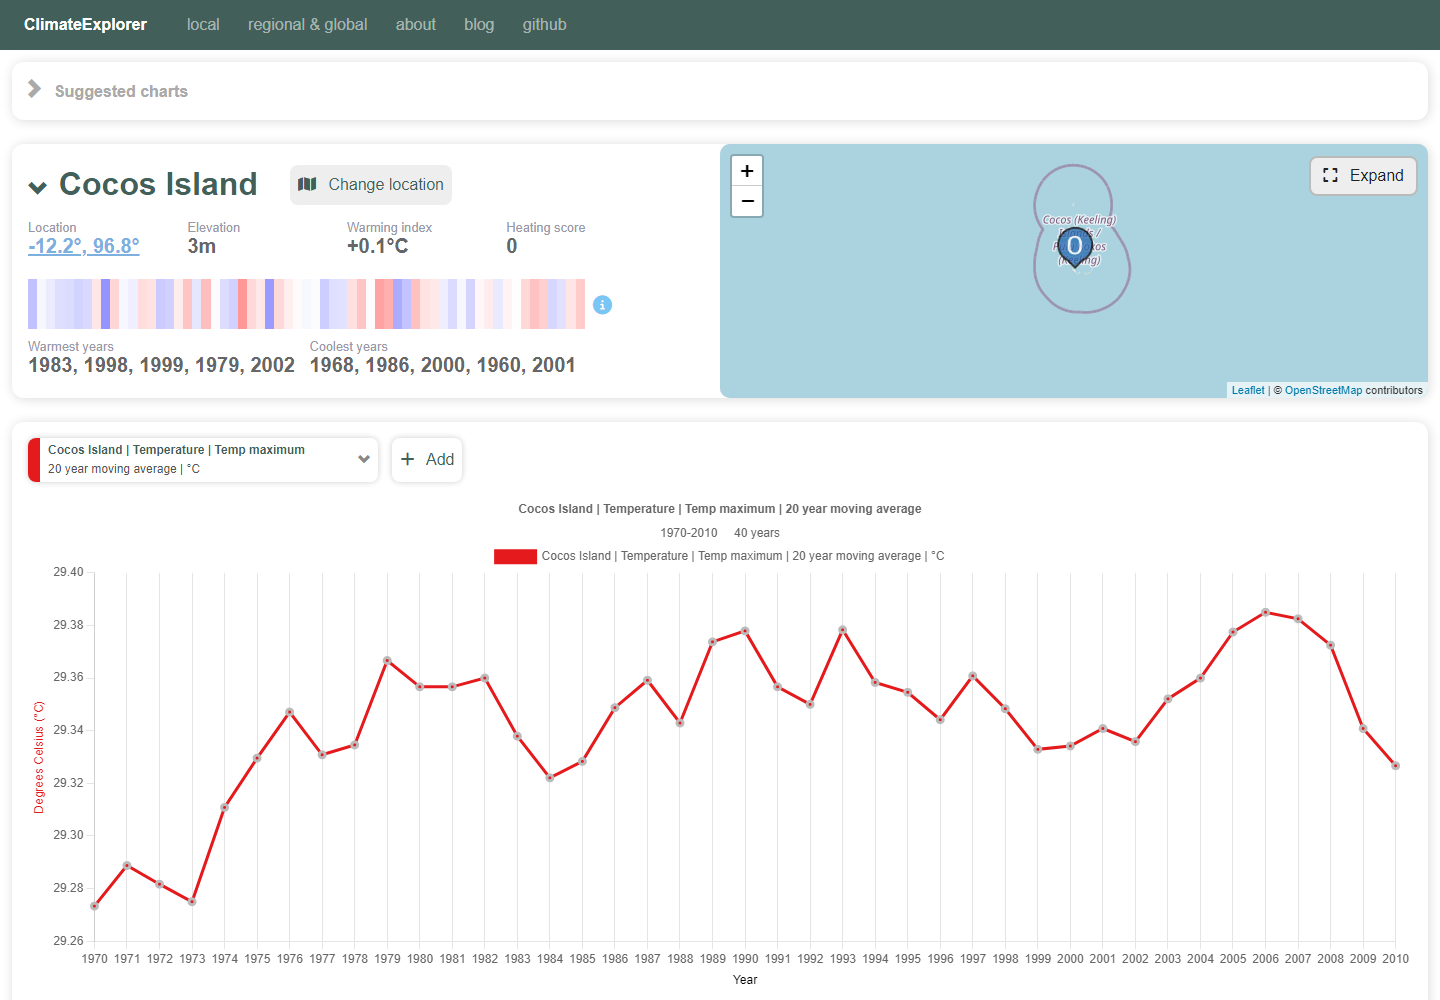 ClimateExplorer local regional & global about blog github
Suggested charts
Cocos Island Change location
Location Elevation Warming index Heating score
-12.2°, 96.8° 3m +0.1°C 0
Warmest years Coolest years
1983, 1998, 1999, 1979, 2002 1968, 1986, 2000, 1960, 2001
+
−
Expand
Cocos (Keeling)
0
(Keeling)
Leaflet | © OpenStreetMap contributors
Cocos Island | Temperature | Temp maximum
20 year moving average | °C
+ Add
Cocos Island | Temperature | Temp maximum | 20 year moving average
1970-2010 40 years
Cocos Island | Temperature | Temp maximum | 20 year moving average | °C
29.40
29.38
29.36
29.34
29.32
29.30
29.28
29.26
Degrees Celsius (°C)
1970 1971 1972 1973 1974 1975 1976 1977 1978 1979 1980 1981 1982 1983 1984 1985 1986 1987 1988 1989 1990 1991 1992 1993 1994 1995 1996 1997 1998 1999 2000 2001 2002 2003 2004 2005 2006 2007 2008 2009 2010
Year